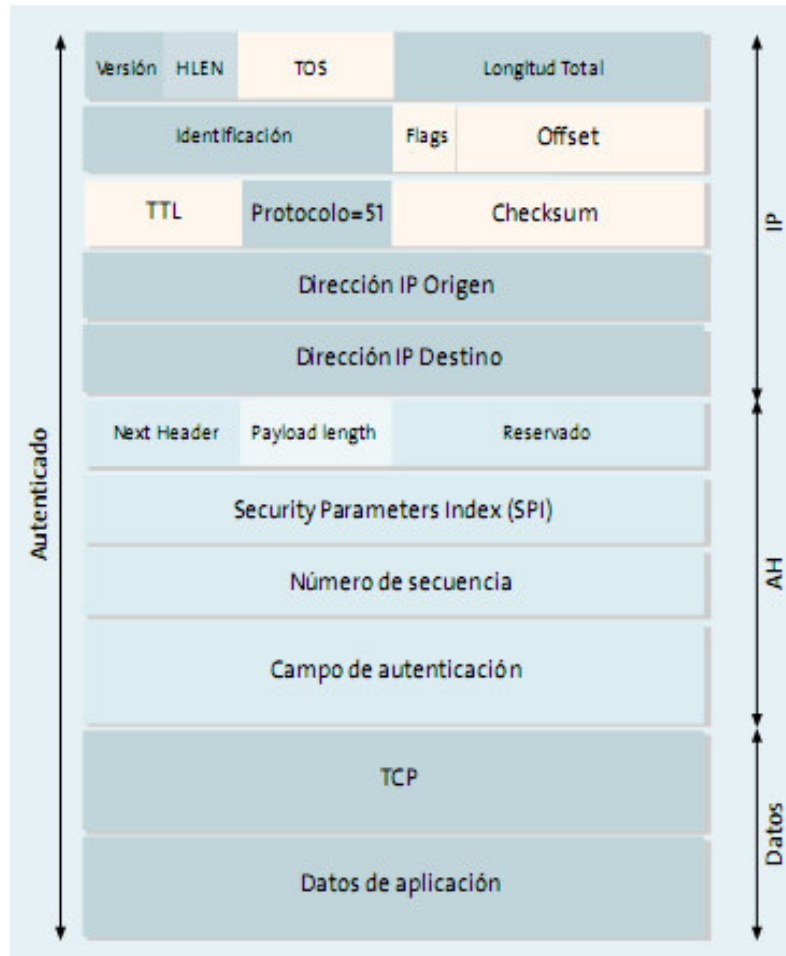 Versión HLEN TOS Longitud Total
Identificación Flags Offset
TTL Protocolo=51 Checksum
Dirección IP Origen
Dirección IP Destino
IP
Next Header Payload length Reservado
Security Parameters Index (SPI)
Número de secuencia
Campo de autenticación
AH
TCP
Datos de aplicación
Datos
Autenticado